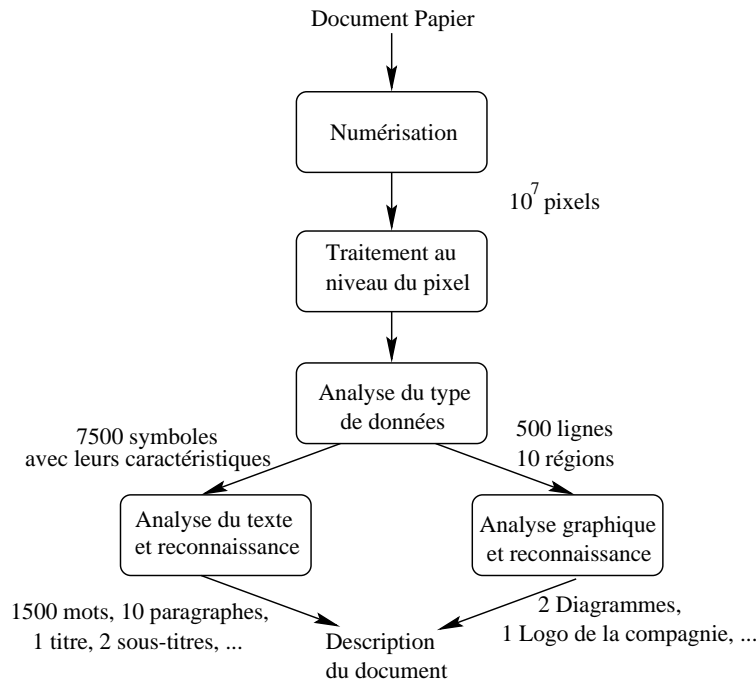 Document Papier
Numérisation
10^7 pixels
Traitement au
niveau du pixel
Analyse du type
de données
7500 symboles
avec leurs caractéristiques
500 lignes
10 régions
Analyse du texte
et reconnaissance
Analyse graphique
et reconnaissance
1500 mots, 10 paragraphes,
1 titre, 2 sous-titres, ...
2 Diagrammes,
1 Logo de la compagnie, ...
Description
du document